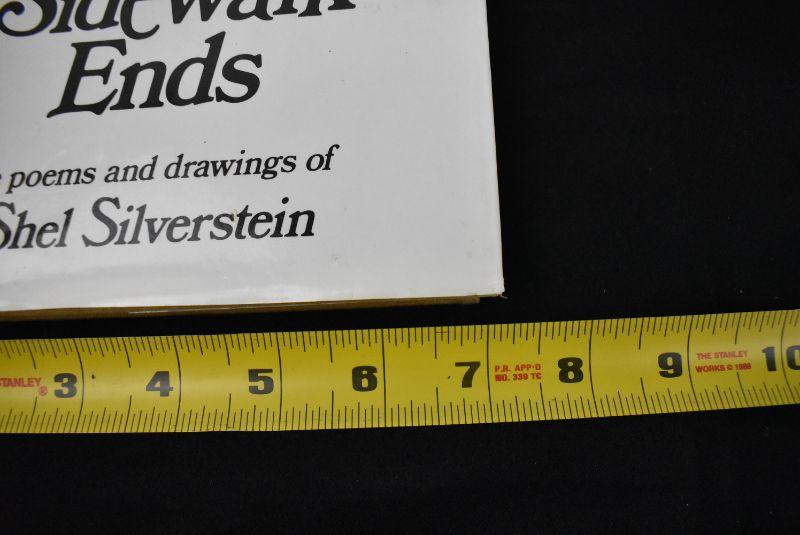 Sidewalk
Ends
poems and drawings of
Shel Silverstein
STANLEY®
3 4 5 6 7 8 9 10
P.R. APP-D
NO. 339 TC
THE STANLEY
WORKS © 1986